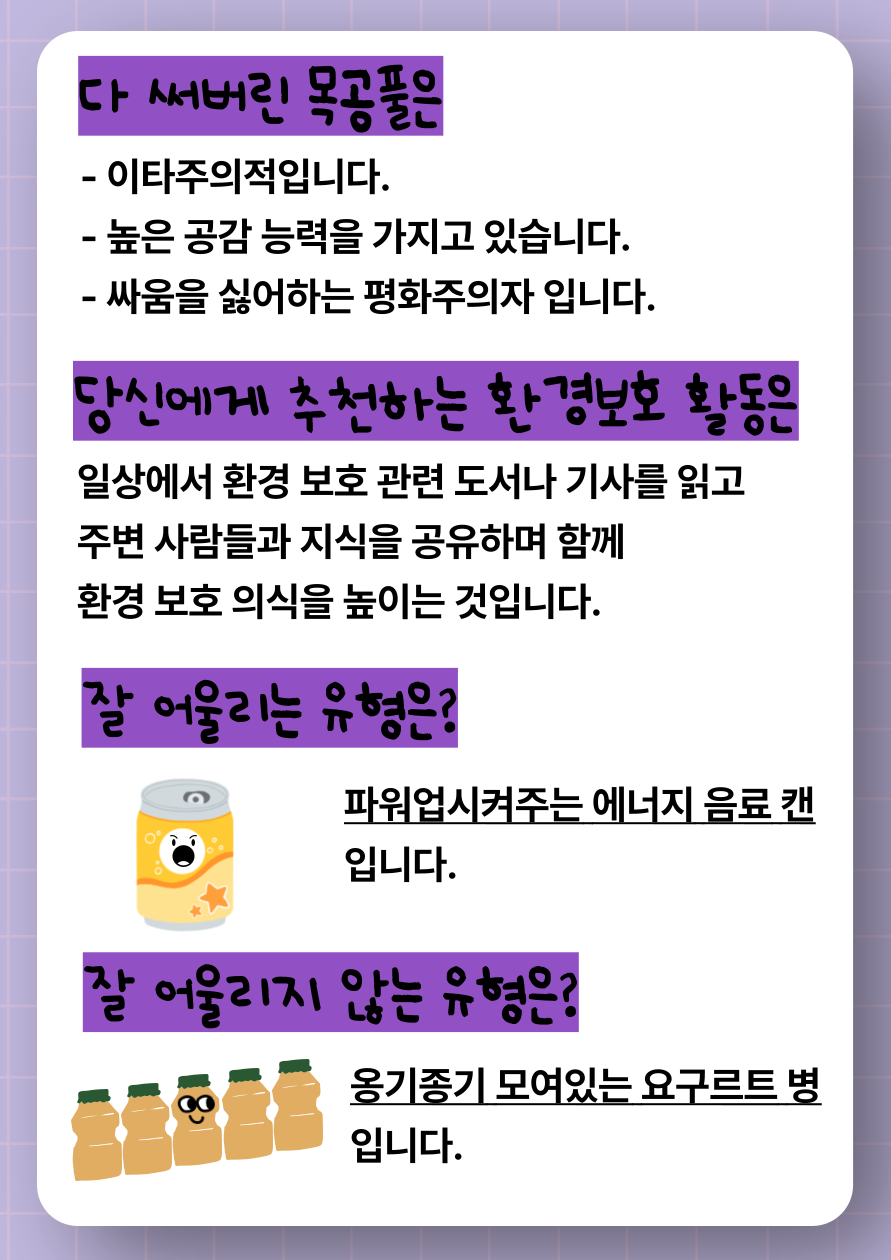 다 써버린 목공풀은
- 이타주의적입니다.
- 높은 공감 능력을 가지고 있습니다.
- 싸움을 싫어하는 평화주의자 입니다.
당신에게 추천하는 환경보호 활동은
일상에서 환경 보호 관련 도서나 기사를 읽고
주변 사람들과 지식을 공유하며 함께
환경 보호 의식을 높이는 것입니다.
잘 어울리는 유형은?
파워업시켜주는 에너지 음료 캔
입니다.
잘 어울리지 않는 유형은?
옹기종기 모여있는 요구르트 병
입니다.